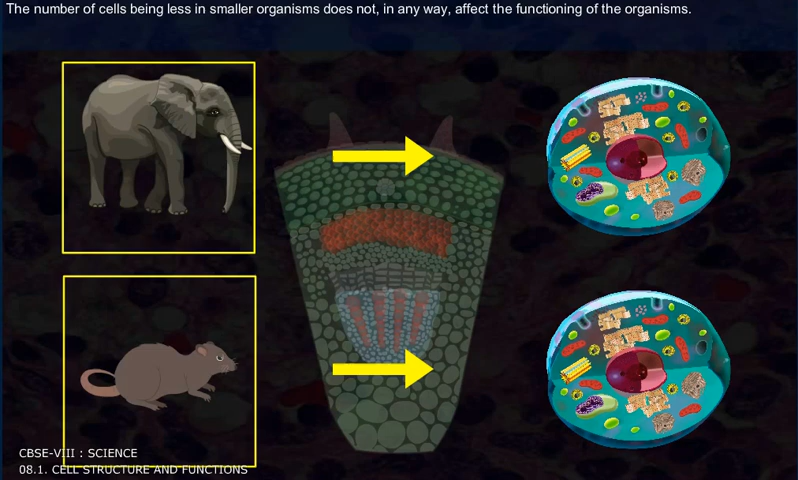 The number of cells being less in smaller organisms does not, in any way, affect the functioning of the organisms.
CBSE-VIII : SCIENCE
08.1. CELL STRUCTURE AND FUNCTIONS